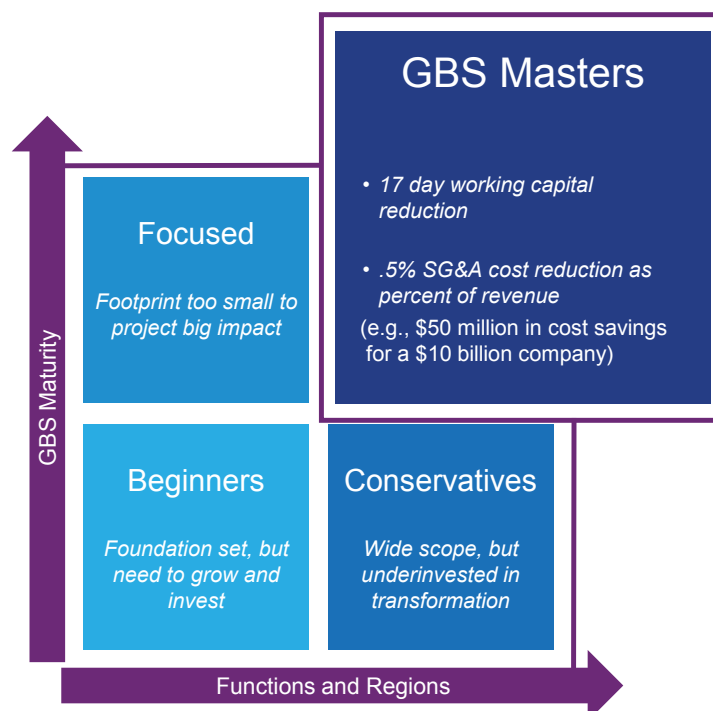 GBS Masters
• 17 day working capital
reduction
• .5% SG&A cost reduction as
percent of revenue
(e.g., $50 million in cost savings
for a $10 billion company)
Focused
Footprint too small to
project big impact
GBS Maturity
Beginners
Foundation set, but
need to grow and
invest
Conservatives
Wide scope, but
underinvested in
transformation
Functions and Regions